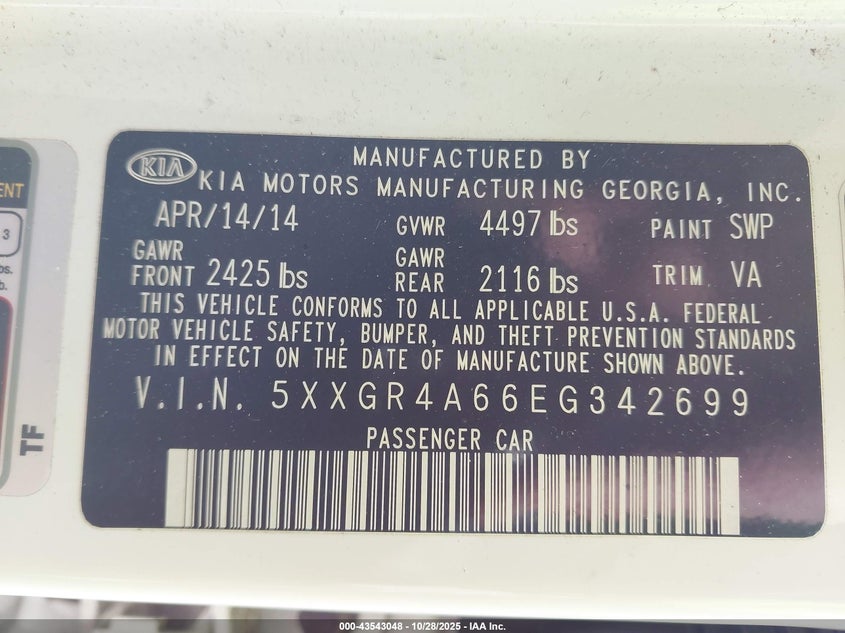 KIA
MANUFACTURED BY
KIA MOTORS MANUFACTURING GEORGIA, INC.
APR/14/14 GVWR 4497 lbs PAINT SWP
GAWR FRONT 2425 lbs GAWR REAR 2116 lbs TRIM VA
THIS VEHICLE CONFORMS TO ALL APPLICABLE U.S.A. FEDERAL
MOTOR VEHICLE SAFETY, BUMPER, AND THEFT PREVENTION STANDARDS
IN EFFECT ON THE DATE OF MANUFACTURE SHOWN ABOVE.
V.I.N. 5XXGR4A66EG342699
PASSENGER CAR
3
TF
000-43543048 - 10/28/2025 - IAA Inc.